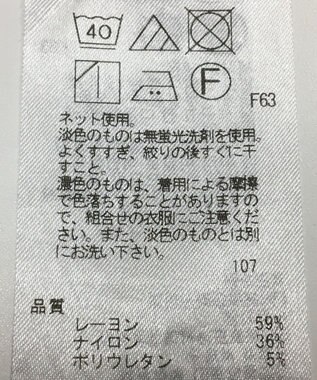 40
F
F63
ネット使用。
淡色のものは無蛍光洗剤を使用。
よくすすぎ、絞りの後すぐに干
すこと。
濃色のものは、着用による摩擦
で色落ちすることがありますの
で、組合せの衣服にご注意くださ
い。また、淡色のものとは別
にお洗い下さい。
107
品質
レーヨン 59%
ナイロン 36%
ポリウレタン 5%